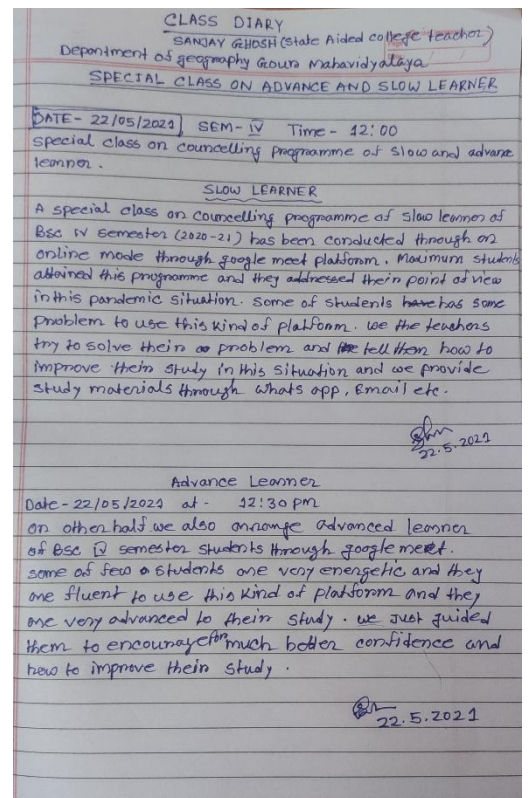 CLASS DIARY
SANJAY GHOSH (State Aided college teacher)
Department of geography Gour Mahavidyalaya
SPECIAL CLASS ON ADVANCE AND SLOW LEARNER
DATE- 22/05/2021 SEM- IV Time - 12:00
special class on councelling programme of slow and advance
learner.
SLOW LEARNER
A special class on councelling programme of slow learner of
BSc IV semester (2020-21) has been conducted through on
online mode through google meet platform. Maximum students
attained this programme and they addressed their point of view
in this pandemic situation. some of students has some
problem to use this kind of platform. we the teachers
try to solve their problem and tell them how to
improve their study in this situation and we provide
study materials through whats app, Email etc.
22.5.2021
Advance Learner
Date - 22/05/2021 at - 12:30 pm
on other half we also arrange advanced learner
of BSc IV semester students through google meet.
some of few students are very energetic and they
are fluent to use this kind of platform and they
are very advanced to their study. we just guided
them to encourage for much better confidence and
how to improve their study.
22.5.2021